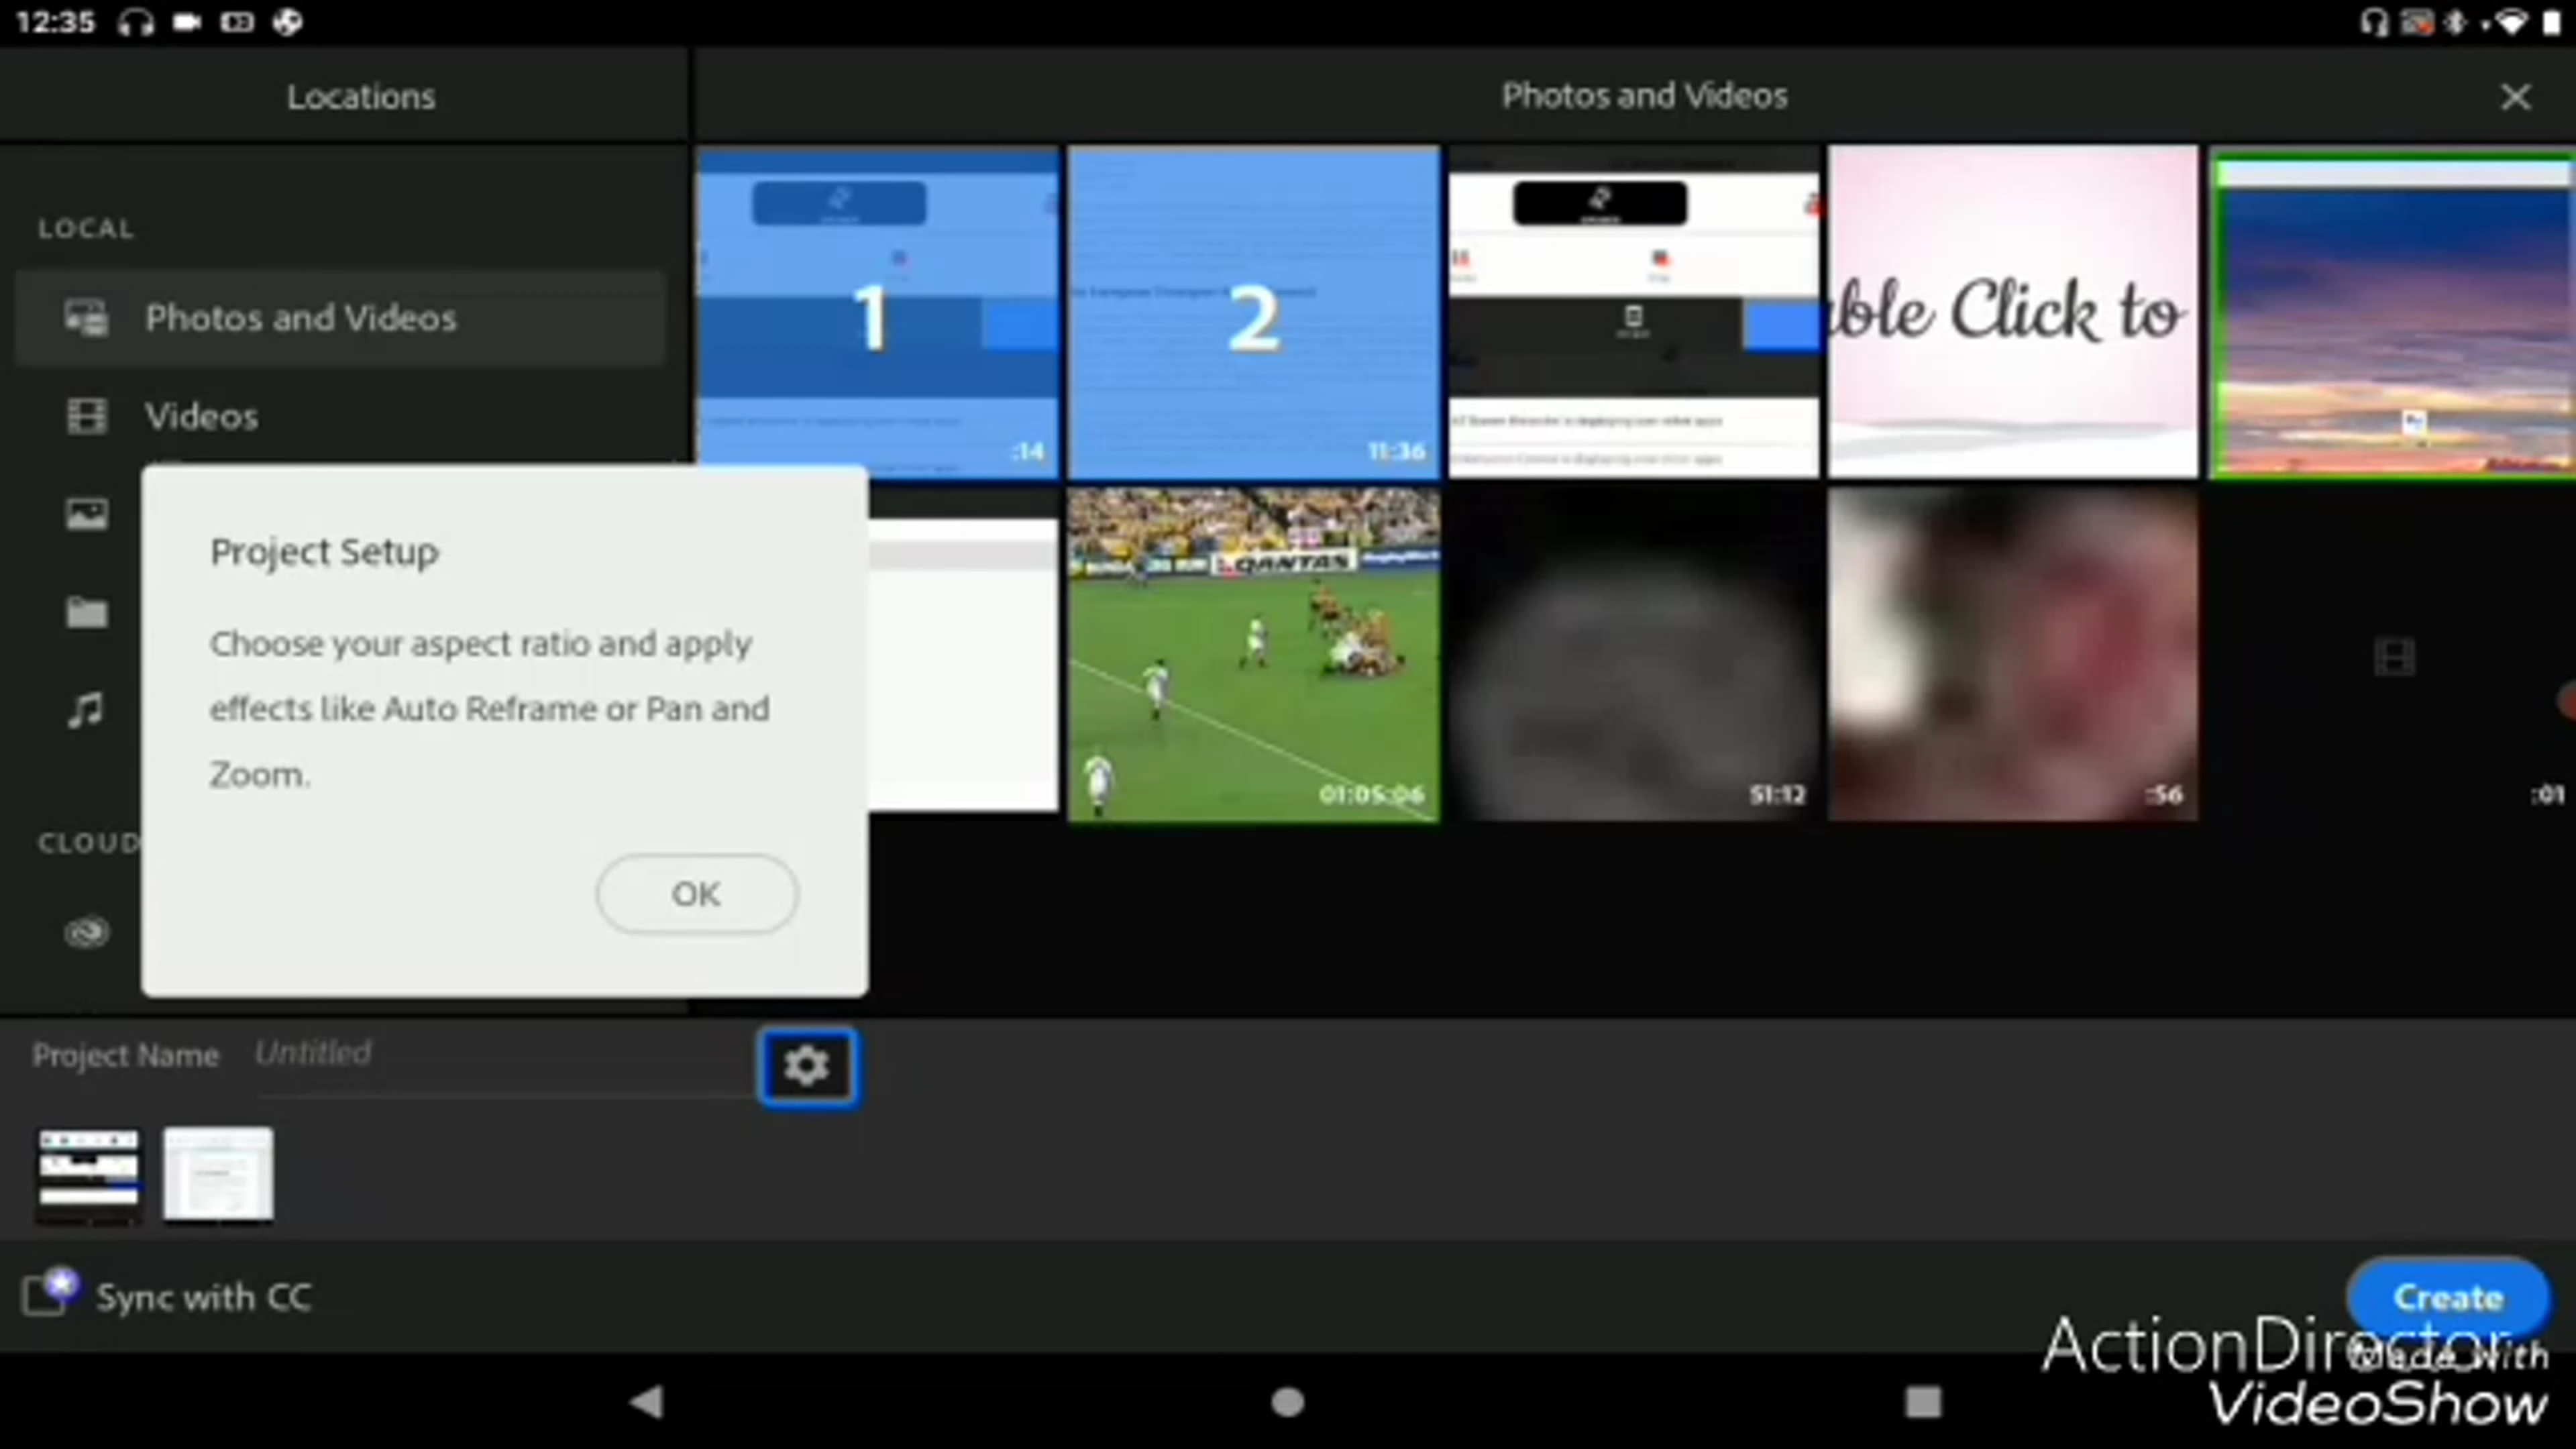 12:35
Locations
Photos and Videos
LOCAL
Photos and Videos
Videos
1
:14
2
11:36
ble Click to
Project Setup
Choose your aspect ratio and apply
effects like Auto Reframe or Pan and
Zoom.
OK
QANTAS
01:05:06
51:12
:56
:01
CLOUD
Project Name
Untitled
Sync with CC
Create
ActionDirector
Made With
VideoShow